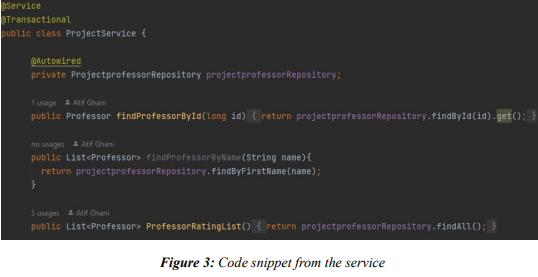 @Service
@Transactional
public class ProjectService {
@Autowired
private ProjectprofessorRepository projectprofessorRepository;
1 usage Atif Ghani
public Professor findProfessorById(long id) { return projectprofessorRepository.findById(id).get(); }
no usages Atif Ghani
public List<Professor> findProfessorByName(String name){
return projectprofessorRepository.findByFirstName(name);
}
3 usages Atif Ghani
public List<Professor> ProfessorRatingList() { return projectprofessorRepository.findAll(); }
Figure 3: Code snippet from the service